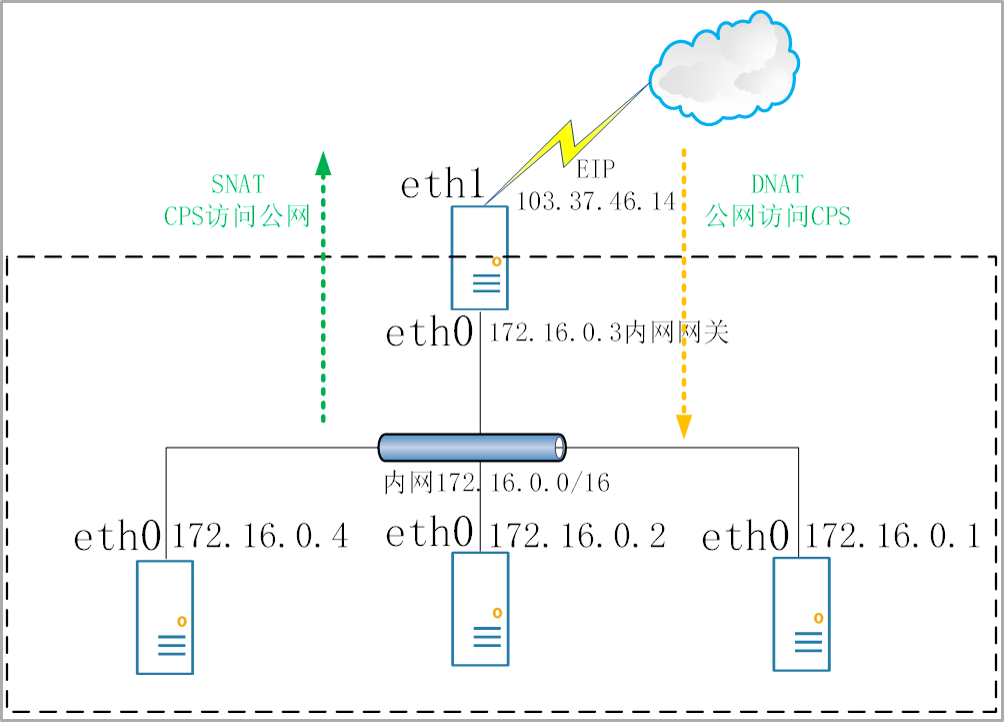 EIP
103.37.46.14
eth1
SNAT
CPS访问公网
DNAT
公网访问CPS
eth0
172.16.0.3内网网关
内网172.16.0.0/16
eth0 172.16.0.4
eth0 172.16.0.2
eth0 172.16.0.1